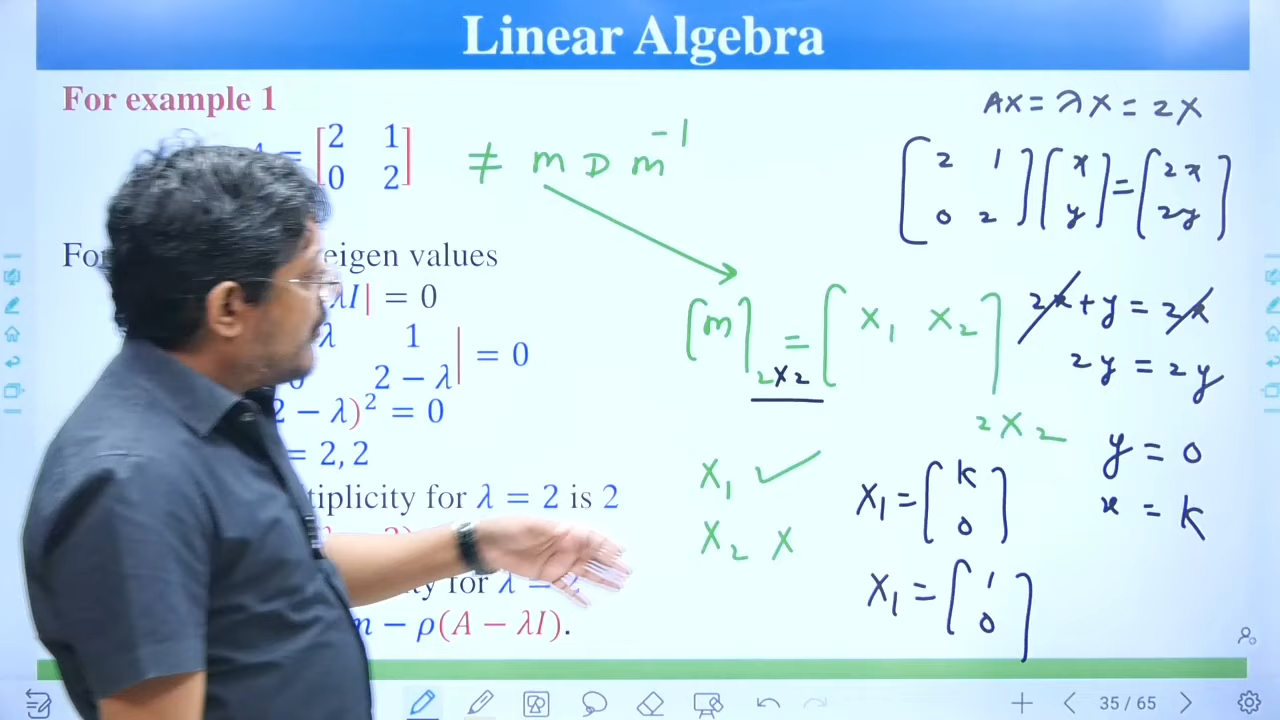 Linear Algebra
For example 1
= [2 1
0 2] ≠ m D m⁻¹
For eigen values
λI| = 0
λ 1
0 2 − λ| = 0
2 − λ)² = 0
= 2, 2
tiplicity for λ = 2 is 2
ty for λ = 2
n − ρ(A − λI).
[m]₂ₓ₂ = [X₁ X₂]₂ₓ₂
X₁ ✓
X₂ X
AX = λX = 2X
[2 1
0 2] [x
y] = [2x
2y]
2x + y = 2x
2y = 2y
y = 0
x = k
X₁ = [k
0]
X₁ = [1
0]
35 / 65